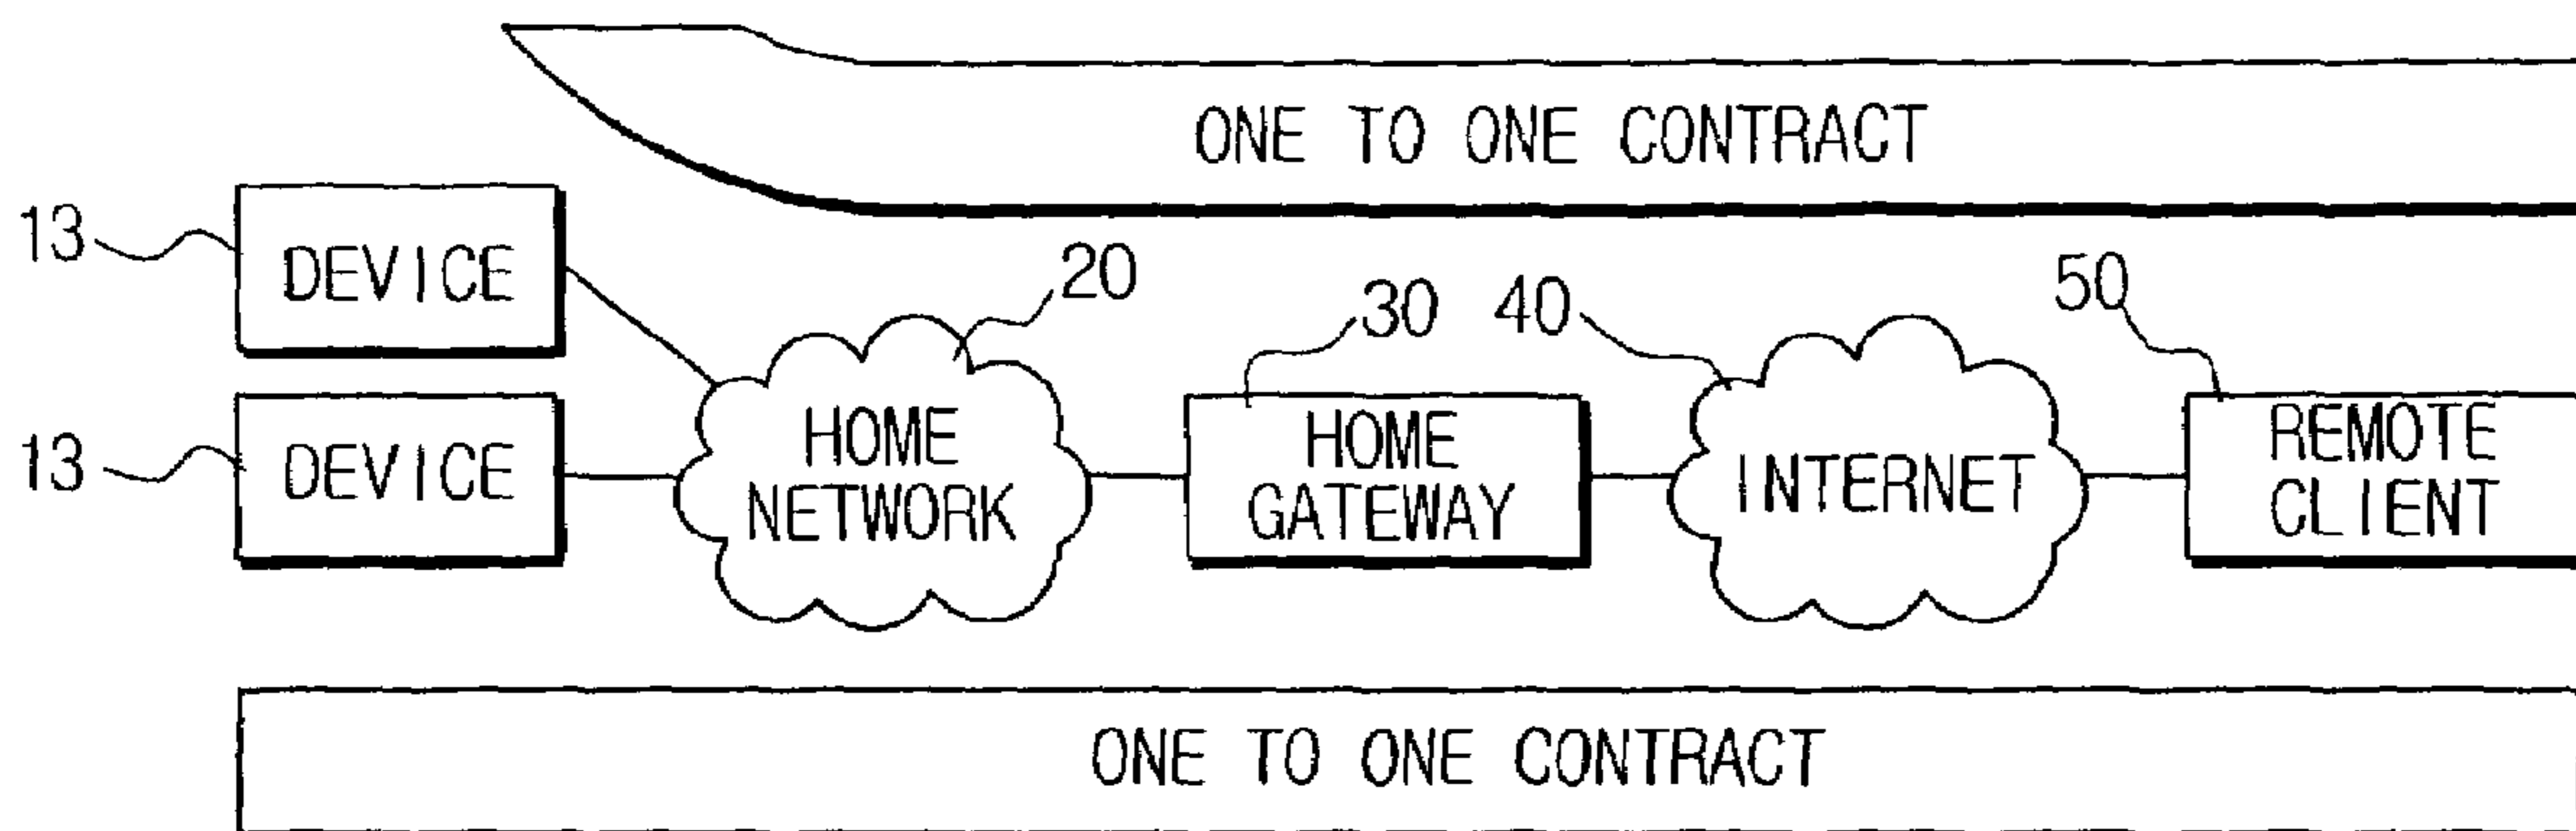 ONE TO ONE CONTRACT
13
DEVICE
20
30
40
50
13
DEVICE
HOME
NETWORK
HOME
GATEWAY
INTERNET
REMOTE
CLIENT
ONE TO ONE CONTRACT